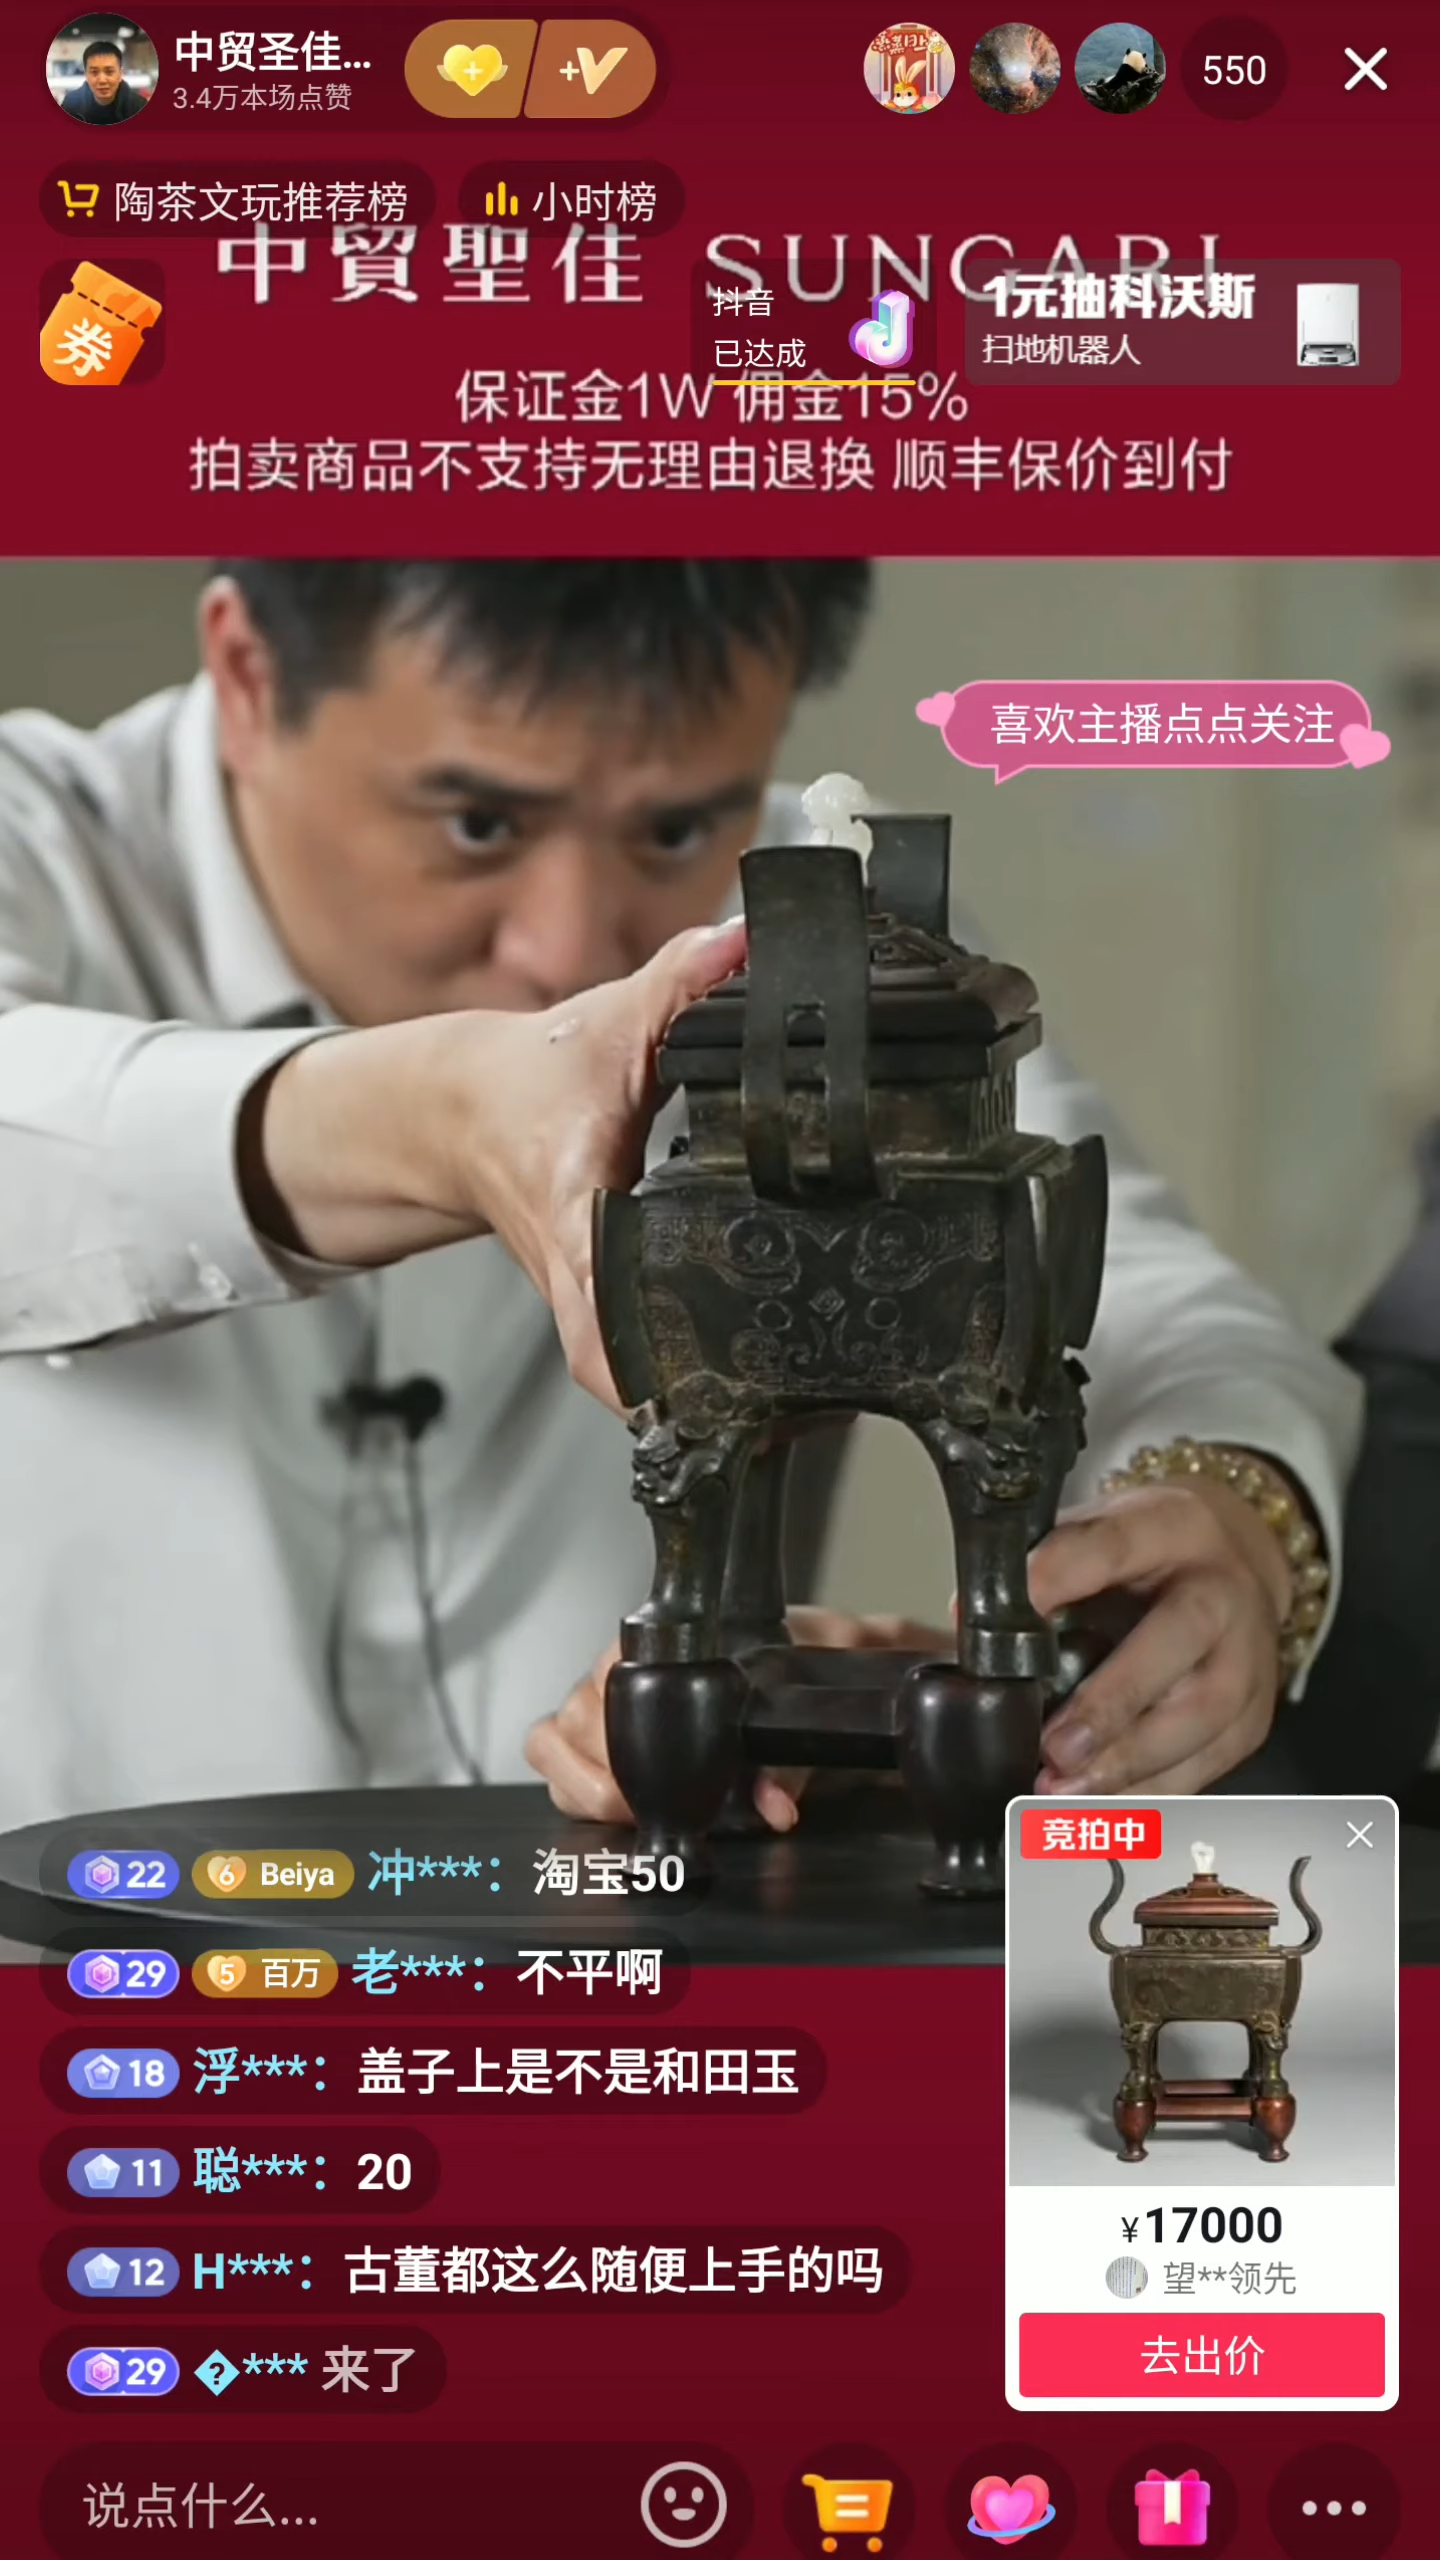 中贸圣佳...
3.4万本场点赞
550
陶茶文玩推荐榜
小时榜
中貿聖佳 SUNGARI
券
抖音
已达成
1元抽科沃斯
扫地机器人
保证金1W 佣金15%
拍卖商品不支持无理由退换 顺丰保价到付
喜欢主播点点关注
22 6 Beiya 冲***：淘宝50
29 5 百万 老***：不平啊
18 浮***：盖子上是不是和田玉
11 聪***：20
12 H***：古董都这么随便上手的吗
29 �*** 来了
竞拍中
¥17000
望**领先
去出价
说点什么...